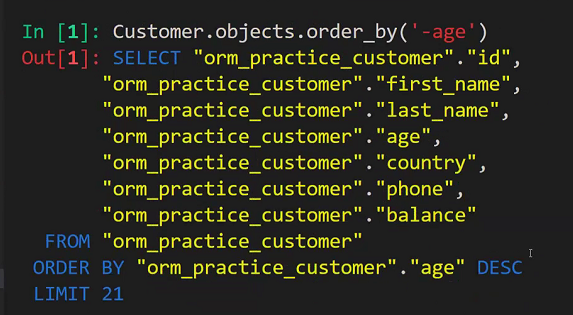 In [1]: Customer.objects.order_by('-age')
Out[1]: SELECT "orm_practice_customer"."id",
"orm_practice_customer"."first_name",
"orm_practice_customer"."last_name",
"orm_practice_customer"."age",
"orm_practice_customer"."country",
"orm_practice_customer"."phone",
"orm_practice_customer"."balance"
FROM "orm_practice_customer"
ORDER BY "orm_practice_customer"."age" DESC
LIMIT 21